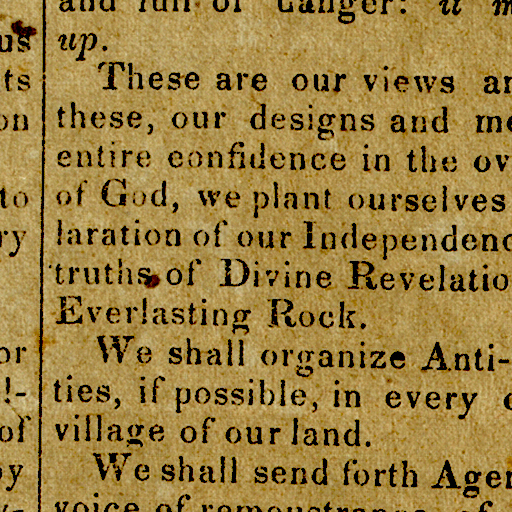 and full of danger: it m
up.
These are our views an
these, our designs and me
entire confidence in the ov
of God, we plant ourselves
laration of our Independenc
truths of Divine Revelatio
Everlasting Rock.
We shall organize Anti-
ties, if possible, in every c
village of our land.
We shall send forth Agen
voice of remonstrance, of
us
ts
on
to
ry
or
!-
of
by